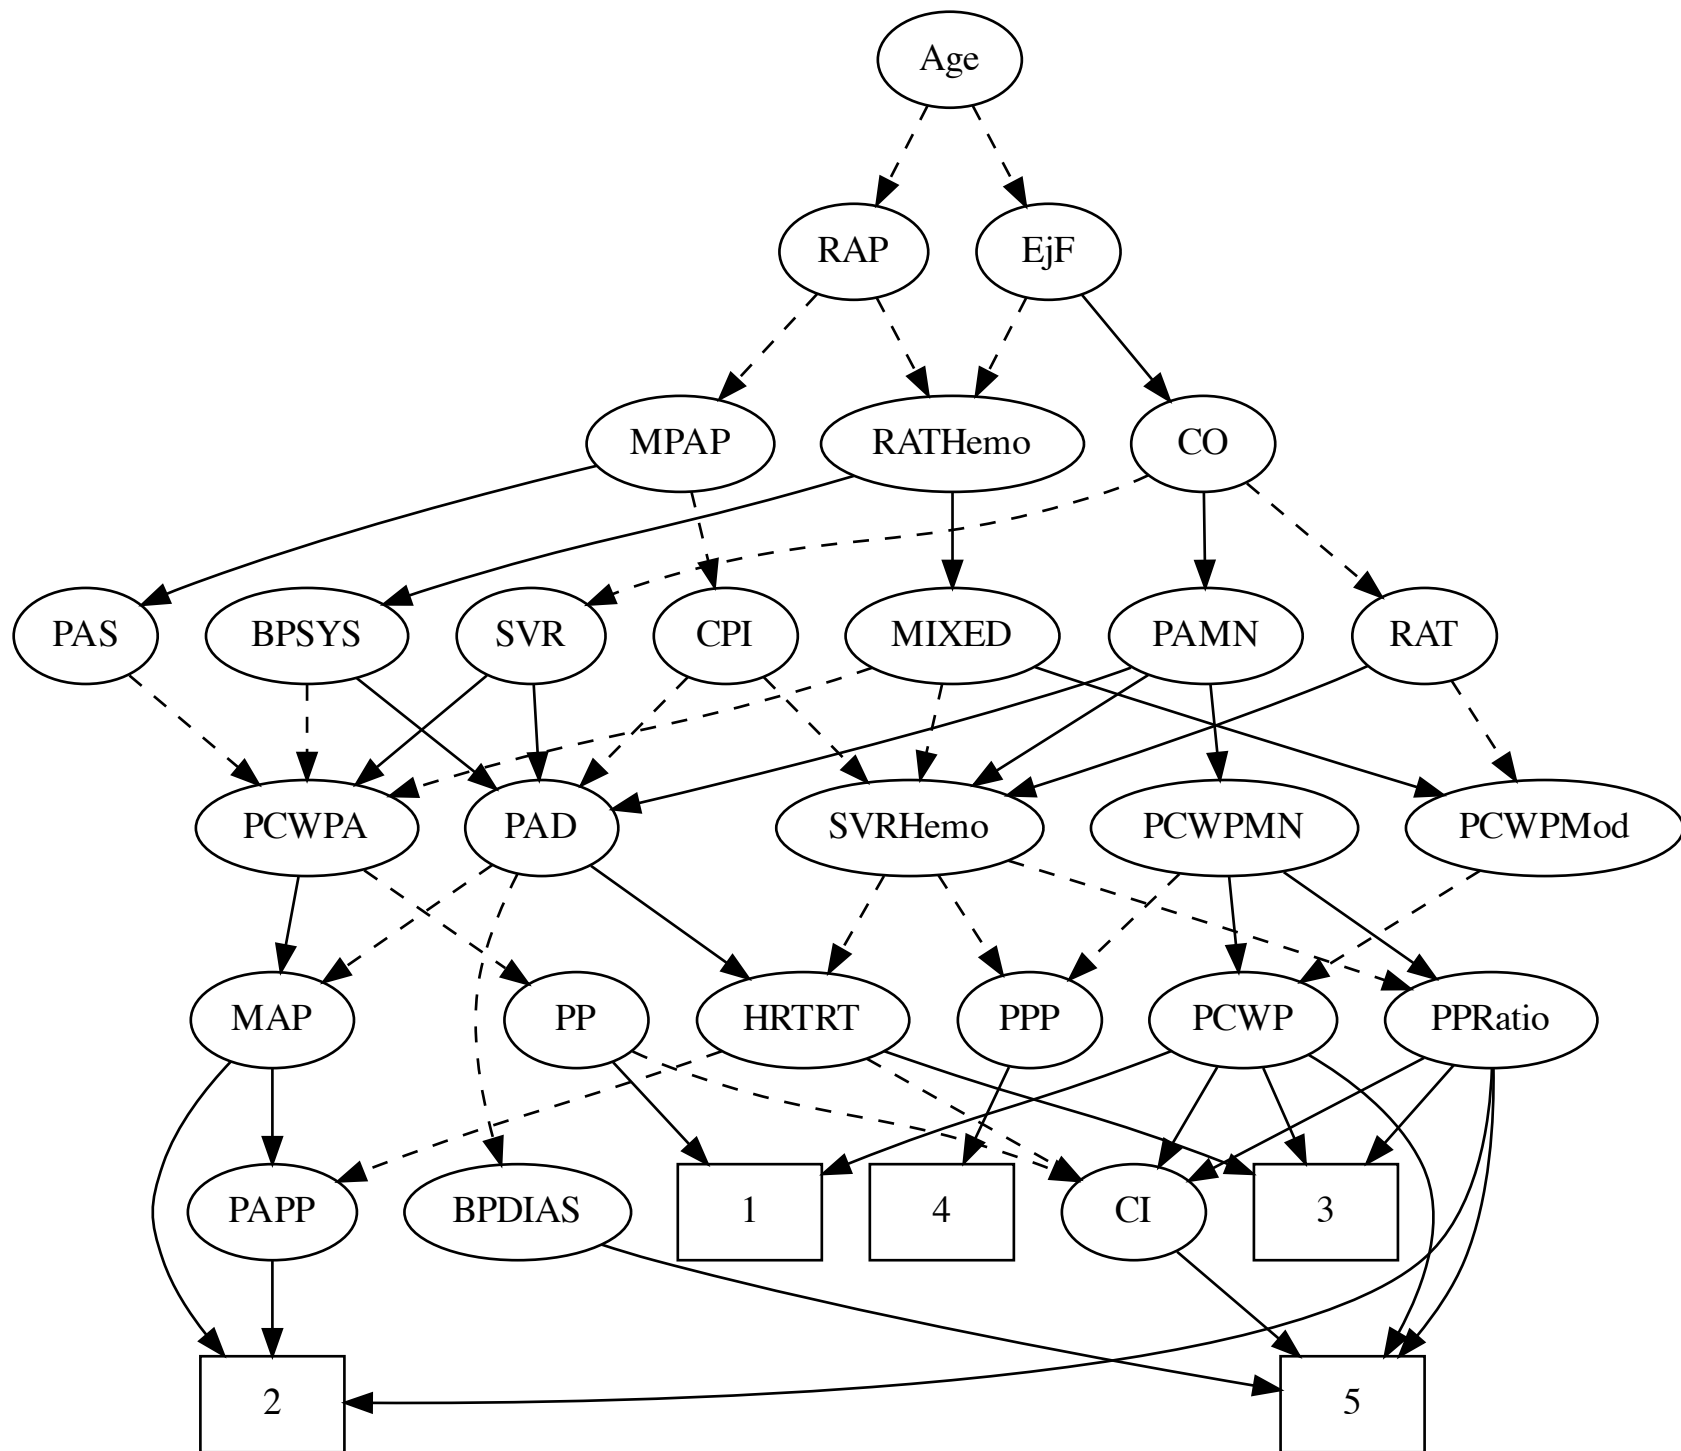 Age
RAP
EjF
MPAP
RATHemo
CO
PAS
BPSYS
SVR
CPI
MIXED
PAMN
RAT
PCWPA
PAD
SVRHemo
PCWPMN
PCWPMod
MAP
PP
HRTRT
PPP
PCWP
PPRatio
PAPP
BPDIAS
1
4
CI
3
2
5